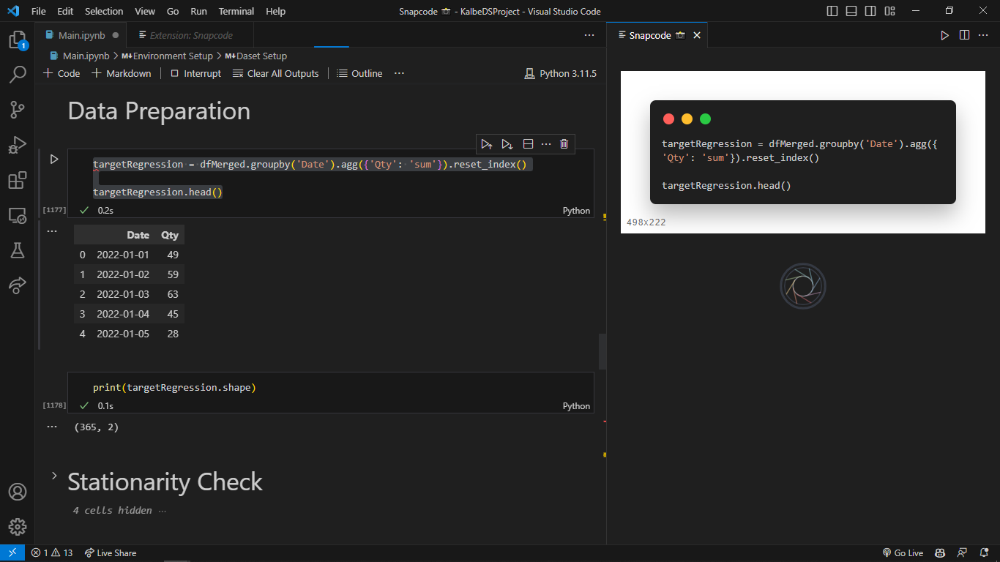 File Edit Selection View Go Run Terminal Help
Snapcode 📸 - KalbeDSProject - Visual Studio Code
1
Main.ipynb
Extension: Snapcode
...
Main.ipynb > M↓Environment Setup > M↓Daset Setup
+ Code + Markdown Interrupt Clear All Outputs Outline ...
Python 3.11.5
Data Preparation
targetRegression = dfMerged.groupby('Date').agg({'Qty': 'sum'}).reset_index()
targetRegression.head()
[1177]
0.2s
Python
Date Qty
0 2022-01-01 49
1 2022-01-02 59
2 2022-01-03 63
3 2022-01-04 45
4 2022-01-05 28
print(targetRegression.shape)
[1178]
0.1s
Python
(365, 2)
Stationarity Check
4 cells hidden ...
Snapcode 📸
targetRegression = dfMerged.groupby('Date').agg({
'Qty': 'sum'}).reset_index()
targetRegression.head()
498x222
1 13 Live Share
Go Live